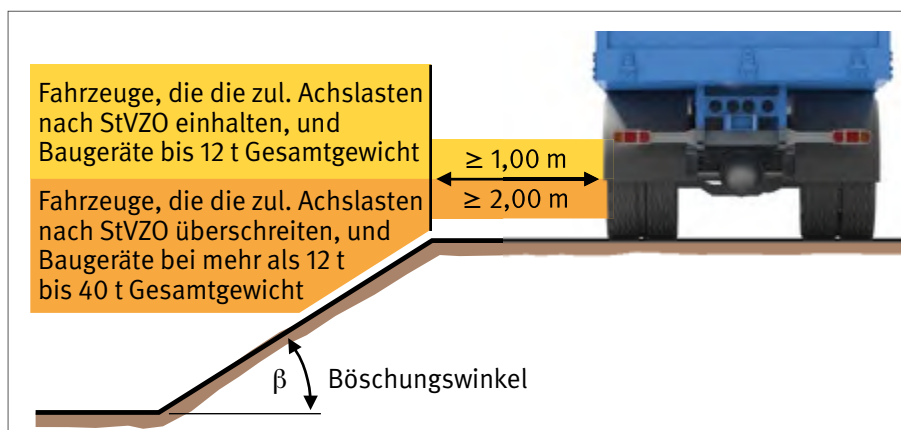 Fahrzeuge, die die zul. Achslasten
nach StVZO einhalten, und
Baugeräte bis 12 t Gesamtgewicht
≥ 1,00 m
≥ 2,00 m
Fahrzeuge, die die zul. Achslasten
nach StVZO überschreiten, und
Baugeräte bei mehr als 12 t
bis 40 t Gesamtgewicht
β
Böschungswinkel